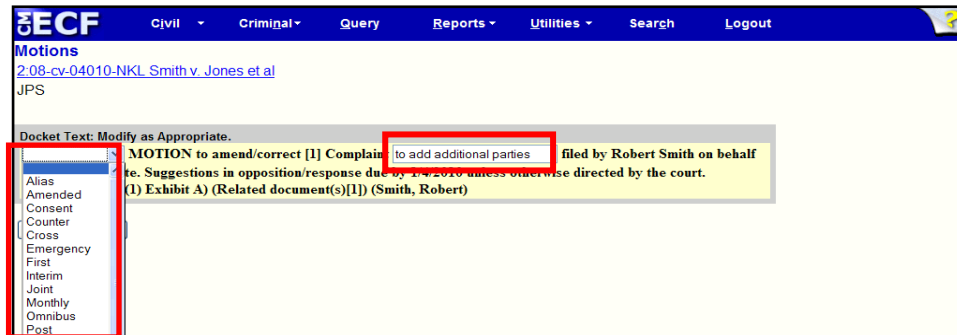 CM ECF Civil Criminal Query Reports Utilities Search Logout ?
Motions
2:08-cv-04010-NKL Smith v. Jones et al
JPS
Docket Text: Modify as Appropriate.
MOTION to amend/correct [1] Complaint to add additional parties filed by Robert Smith on behalf
te. Suggestions in opposition/response due by 1/4/2010 unless otherwise directed by the court.
(1) Exhibit A) (Related document(s)[1]) (Smith, Robert)
Alias
Amended
Consent
Counter
Cross
Emergency
First
Interim
Joint
Monthly
Omnibus
Post